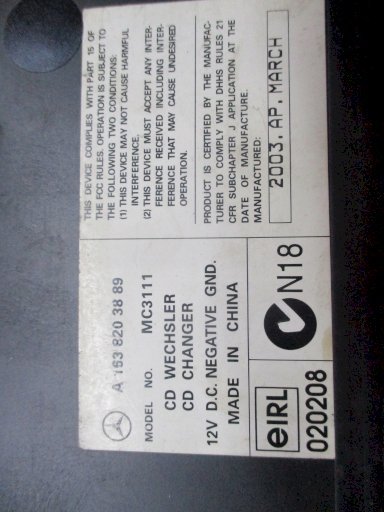 THIS DEVICE COMPLIES WITH PART 15 OF
THE FCC RULES. OPERATION IS SUBJECT TO
THE FOLLOWING TWO CONDITIONS:
(1) THIS DEVICE MAY NOT CAUSE HARMFUL
INTERFERENCE.
(2) THIS DEVICE MUST ACCEPT ANY INTER-
FERENCE RECEIVED INCLUDING INTER-
FERENCE THAT MAY CAUSE UNDESIRED
OPERATION.
PRODUCT IS CERTIFIED BY THE MANUFAC-
TURER TO COMPLY WITH DHHS RULES 21
CFR SUBCHAPTER J APPLICATION AT THE
DATE OF MANUFACTURE.
MANUFACTURED:
2003. AP. MARCH
A 163 820 38 89
MODEL NO. MC3111
CD WECHSLER
CD CHANGER
12V D.C. NEGATIVE GND.
MADE IN CHINA
eIRL
020208
N18